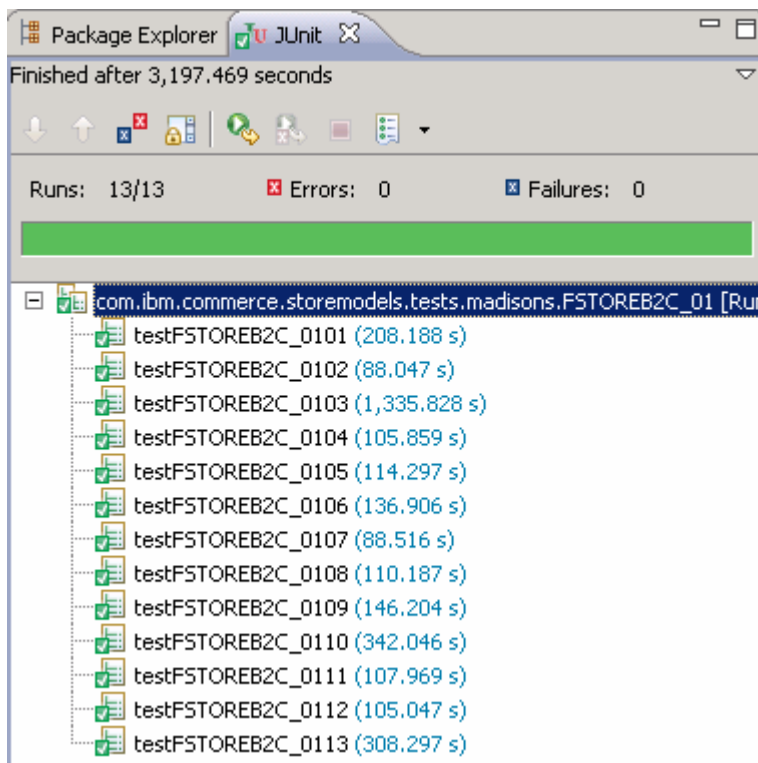 Package Explorer JUnit
Finished after 3,197.469 seconds
Runs: 13/13 Errors: 0 Failures: 0
com.ibm.commerce.storemodels.tests.madisons.FSTOREB2C_01 [Run
testFSTOREB2C_0101 (208.188 s)
testFSTOREB2C_0102 (88.047 s)
testFSTOREB2C_0103 (1,335.828 s)
testFSTOREB2C_0104 (105.859 s)
testFSTOREB2C_0105 (114.297 s)
testFSTOREB2C_0106 (136.906 s)
testFSTOREB2C_0107 (88.516 s)
testFSTOREB2C_0108 (110.187 s)
testFSTOREB2C_0109 (146.204 s)
testFSTOREB2C_0110 (342.046 s)
testFSTOREB2C_0111 (107.969 s)
testFSTOREB2C_0112 (105.047 s)
testFSTOREB2C_0113 (308.297 s)